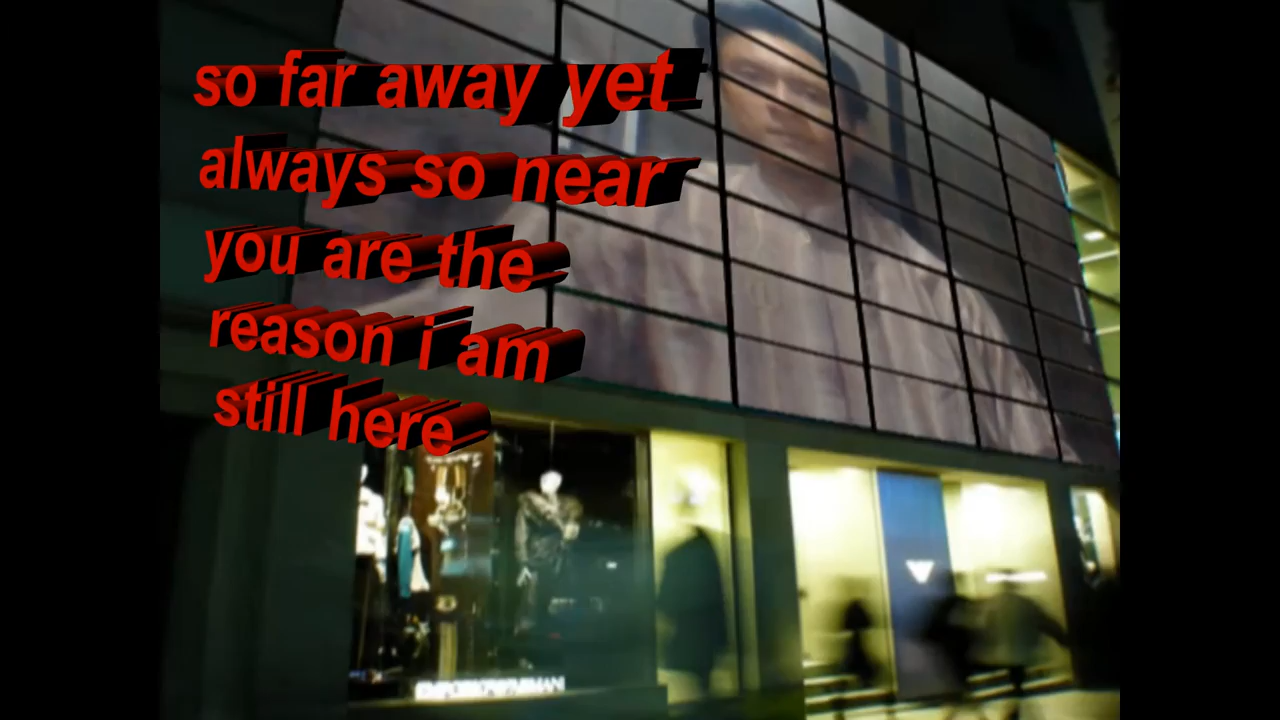 so far away yet
always so near
you are the
reason i am
still here
EMPORIO ARMANI